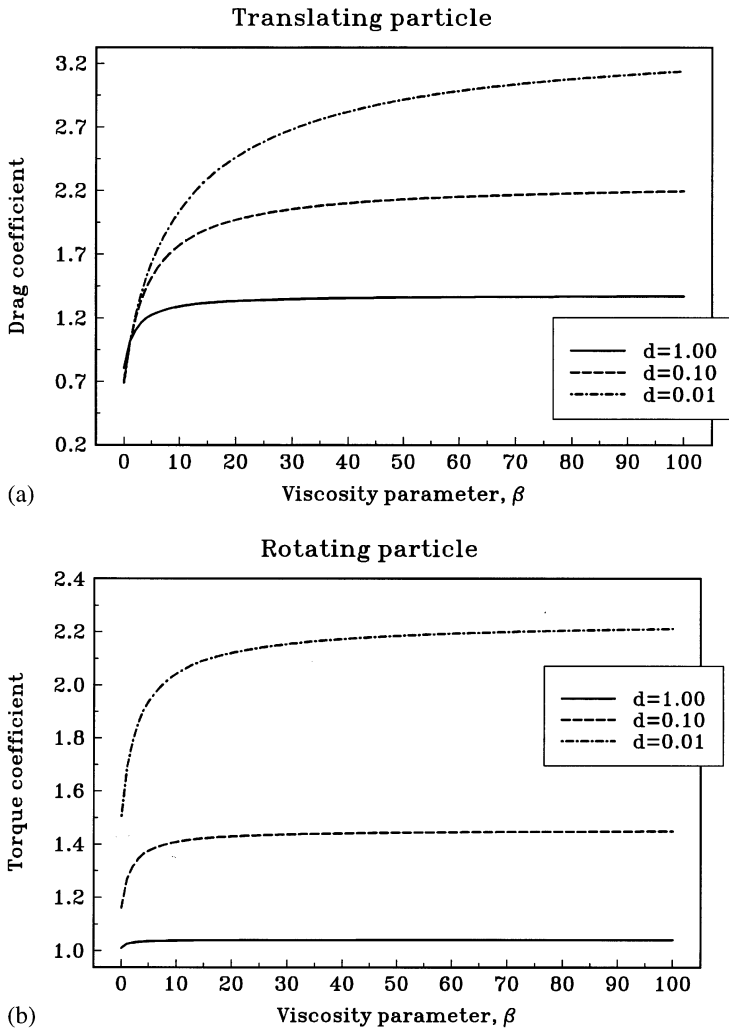 Translating particle
3.2
2.7
2.2
1.7
1.2
0.7
0.2
Drag coefficient
d=1.00
d=0.10
d=0.01
0 10 20 30 40 50 60 70 80 90 100
Viscosity parameter, β
(a)
Rotating particle
2.4
2.2
2.0
1.8
1.6
1.4
1.2
1.0
Torque coefficient
d=1.00
d=0.10
d=0.01
0 10 20 30 40 50 60 70 80 90 100
Viscosity parameter, β
(b)